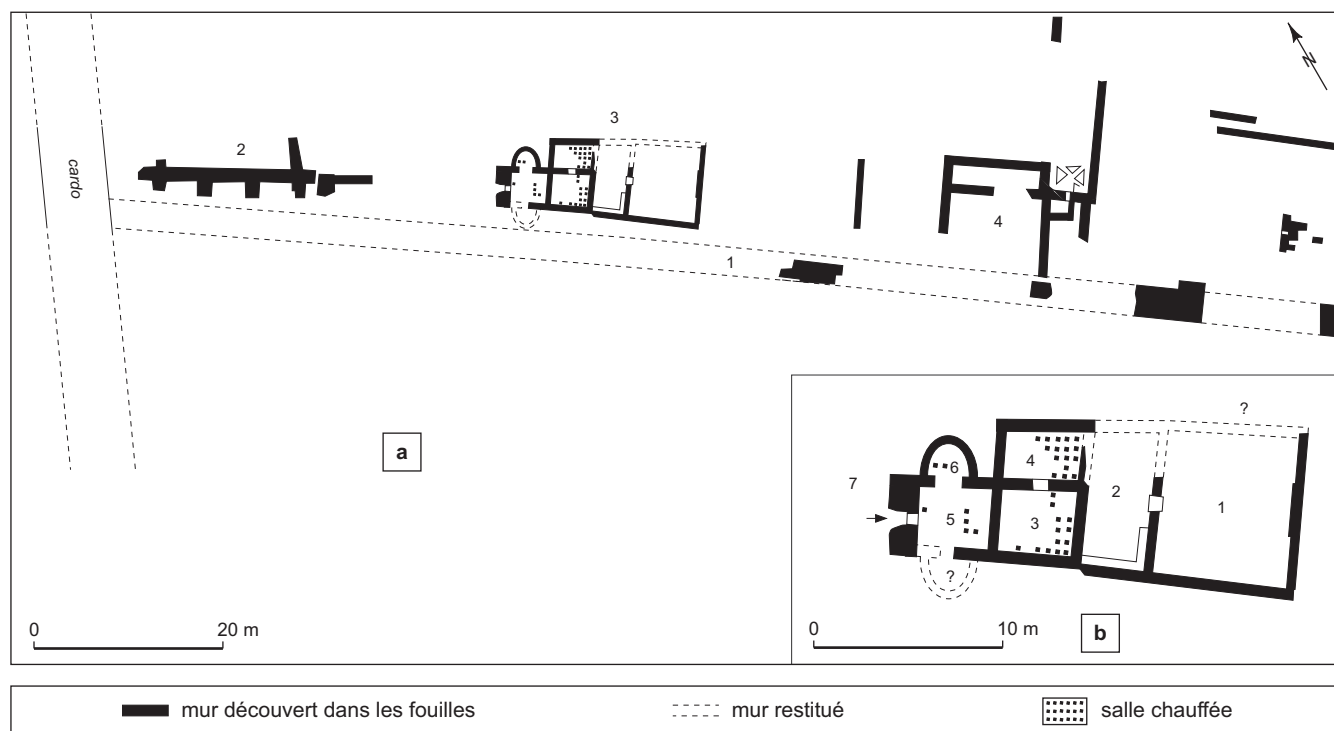 N
3
2
cardo
4
1
a
?
4
6
7
2
1
5
3
?
0 20 m
0 10 m
b
mur découvert dans les fouilles mur restitué salle chauffée